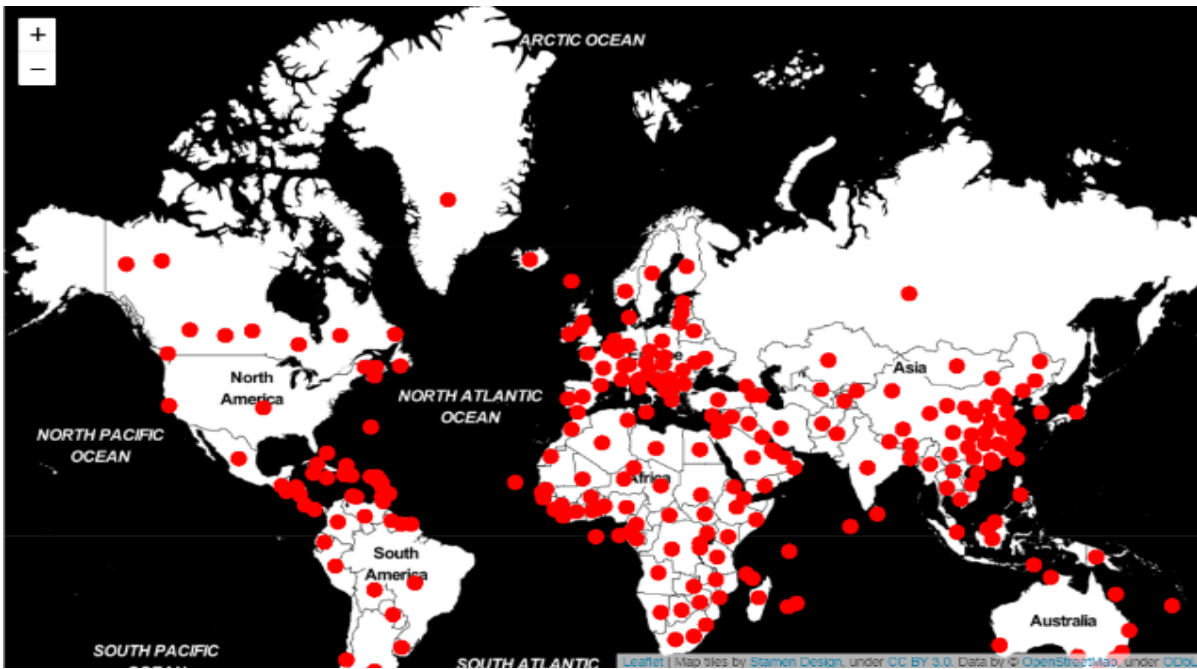 +
−
ARCTIC OCEAN
North
America
NORTH ATLANTIC
OCEAN
NORTH PACIFIC
OCEAN
Asia
Africa
South
America
Australia
SOUTH PACIFIC
SOUTH ATLANTIC
Leaflet | Map tiles by Stamen Design, under CC BY 3.0. Data by © OpenStreetMap, under